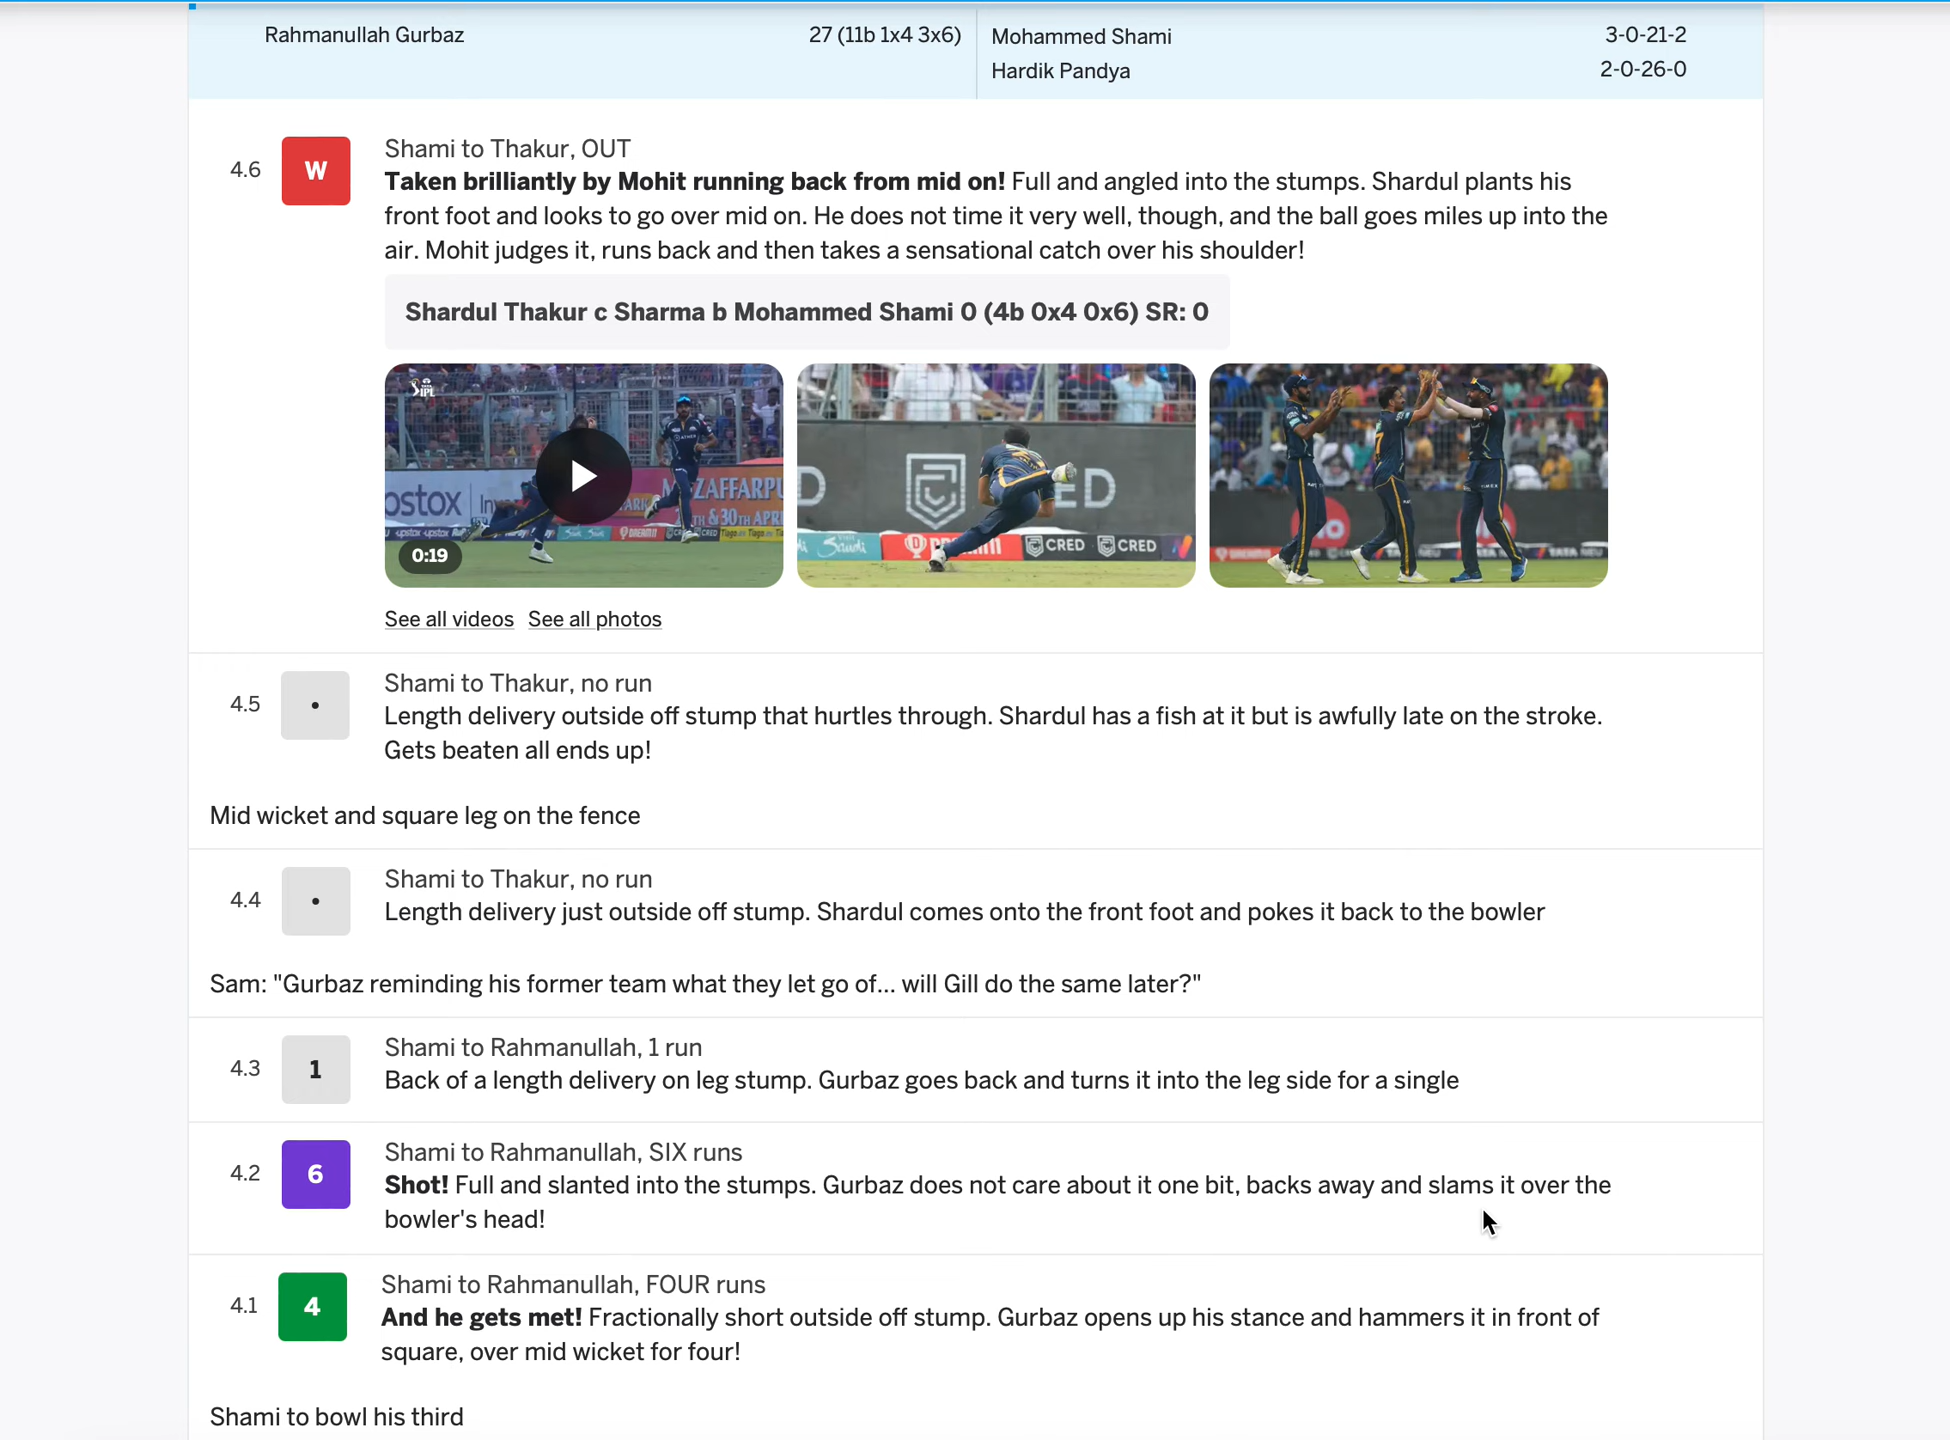 Rahmanullah Gurbaz 27 (11b 1x4 3x6)
Mohammed Shami 3-0-21-2
Hardik Pandya 2-0-26-0
4.6 W
Shami to Thakur, OUT
Taken brilliantly by Mohit running back from mid on! Full and angled into the stumps. Shardul plants his
front foot and looks to go over mid on. He does not time it very well, though, and the ball goes miles up into the
air. Mohit judges it, runs back and then takes a sensational catch over his shoulder!
Shardul Thakur c Sharma b Mohammed Shami 0 (4b 0x4 0x6) SR: 0
IPL
0:19
CRED CRED
See all videos See all photos
4.5 •
Shami to Thakur, no run
Length delivery outside off stump that hurtles through. Shardul has a fish at it but is awfully late on the stroke.
Gets beaten all ends up!
Mid wicket and square leg on the fence
4.4 •
Shami to Thakur, no run
Length delivery just outside off stump. Shardul comes onto the front foot and pokes it back to the bowler
Sam: "Gurbaz reminding his former team what they let go of... will Gill do the same later?"
4.3 1
Shami to Rahmanullah, 1 run
Back of a length delivery on leg stump. Gurbaz goes back and turns it into the leg side for a single
4.2 6
Shami to Rahmanullah, SIX runs
Shot! Full and slanted into the stumps. Gurbaz does not care about it one bit, backs away and slams it over the
bowler's head!
4.1 4
Shami to Rahmanullah, FOUR runs
And he gets met! Fractionally short outside off stump. Gurbaz opens up his stance and hammers it in front of
square, over mid wicket for four!
Shami to bowl his third